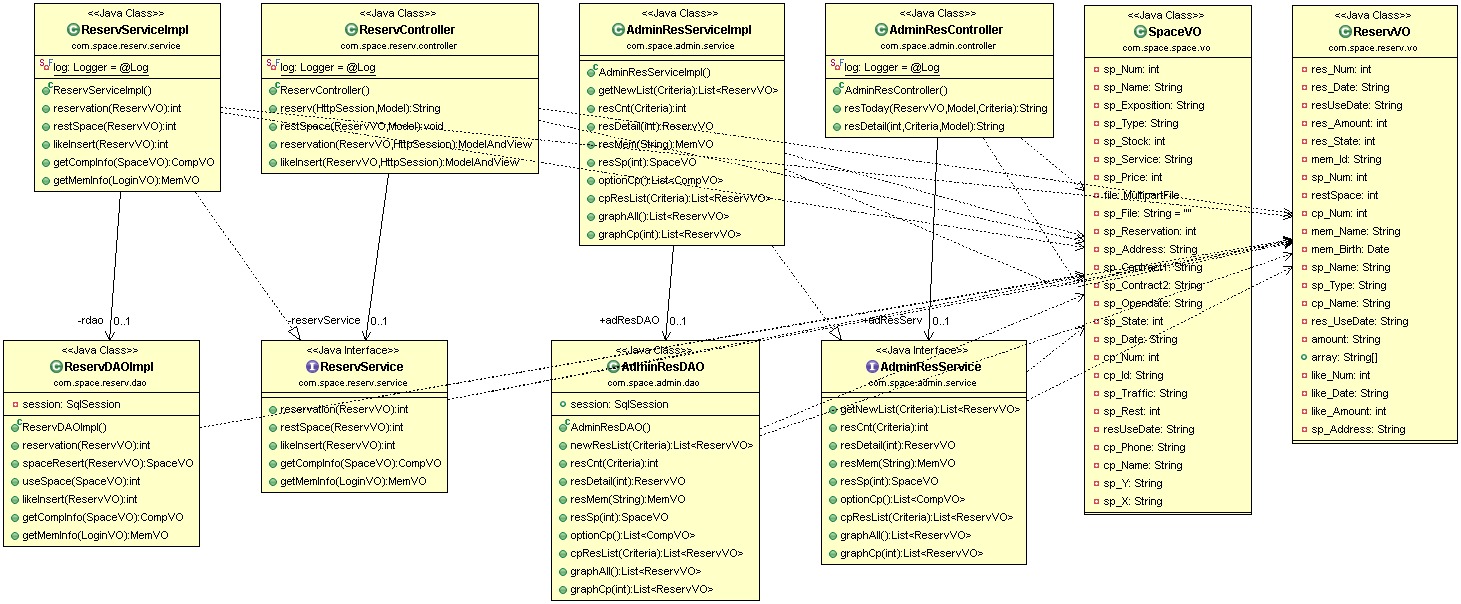 <<Java Class>>
ReservServiceImpl
com.space.reserv.service
log: Logger = @Log
ReservServiceImpl()
reservation(ReservVO):int
restSpace(ReservVO):int
likeInsert(ReservVO):int
getCompInfo(SpaceVO):CompVO
getMemInfo(LoginVO):MemVO
<<Java Class>>
ReservController
com.space.reserv.controller
log: Logger = @Log
ReservController()
reserv(HttpSession,Model):String
restSpace(ReservVO,Model):void
reservation(ReservVO,HttpSession):ModelAndView
likeInsert(ReservVO,HttpSession):ModelAndView
<<Java Class>>
AdminResServiceImpl
com.space.admin.service
AdminResServiceImpl()
getNewList(Criteria):List<ReservVO>
resCnt(Criteria):int
resDetail(int):ReservVO
resMem(String):MemVO
resSp(int):SpaceVO
optionCp():List<CompVO>
cpResList(Criteria):List<ReservVO>
graphAll():List<ReservVO>
graphCp(int):List<ReservVO>
<<Java Class>>
AdminResController
com.space.admin.controller
log: Logger = @Log
AdminResController()
resToday(ReservVO,Model,Criteria):String
resDetail(int,Criteria,Model):String
<<Java Class>>
SpaceVO
com.space.space.vo
sp_Num: int
sp_Name: String
sp_Exposition: String
sp_Type: String
sp_Stock: int
sp_Service: String
sp_Price: int
file: MultipartFile
sp_File: String = ""
sp_Reservation: int
sp_Address: String
sp_Contract1: String
sp_Contract2: String
sp_Opendate: String
sp_State: int
sp_Date: String
cp_Num: int
cp_Id: String
sp_Traffic: String
sp_Rest: int
resUseDate: String
cp_Phone: String
cp_Name: String
sp_Y: String
sp_X: String
<<Java Class>>
ReservVO
com.space.reserv.vo
res_Num: int
res_Date: String
resUseDate: String
res_Amount: int
res_State: int
mem_Id: String
sp_Num: int
restSpace: int
cp_Num: int
mem_Name: String
mem_Birth: Date
sp_Name: String
sp_Type: String
cp_Name: String
res_UseDate: String
amount: String
array: String[]
like_Num: int
like_Date: String
like_Amount: int
sp_Address: String
-rdao 0..1
-reservService 0..1
+adResDAO 0..1
+adResServ 0..1
<<Java Class>>
ReservDAOImpl
com.space.reserv.dao
session: SqlSession
ReservDAOImpl()
reservation(ReservVO):int
spaceResert(ReservVO):SpaceVO
useSpace(SpaceVO):int
likeInsert(ReservVO):int
getCompInfo(SpaceVO):CompVO
getMemInfo(LoginVO):MemVO
<<Java Interface>>
ReservService
com.space.reserv.service
reservation(ReservVO):int
restSpace(ReservVO):int
likeInsert(ReservVO):int
getCompInfo(SpaceVO):CompVO
getMemInfo(LoginVO):MemVO
<<Java Class>>
AdminResDAO
com.space.admin.dao
session: SqlSession
AdminResDAO()
newResList(Criteria):List<ReservVO>
resCnt(Criteria):int
resDetail(int):ReservVO
resMem(String):MemVO
resSp(int):SpaceVO
optionCp():List<CompVO>
cpResList(Criteria):List<ReservVO>
graphAll():List<ReservVO>
graphCp(int):List<ReservVO>
<<Java Interface>>
AdminResService
com.space.admin.service
getNewList(Criteria):List<ReservVO>
resCnt(Criteria):int
resDetail(int):ReservVO
resMem(String):MemVO
resSp(int):SpaceVO
optionCp():List<CompVO>
cpResList(Criteria):List<ReservVO>
graphAll():List<ReservVO>
graphCp(int):List<ReservVO>